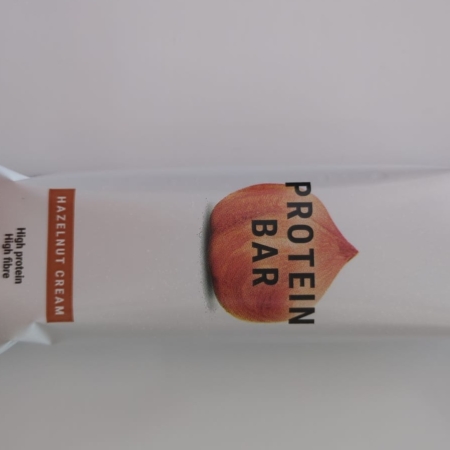 PROTEIN
BAR
HAZELNUT CREAM
High protein
High fibre